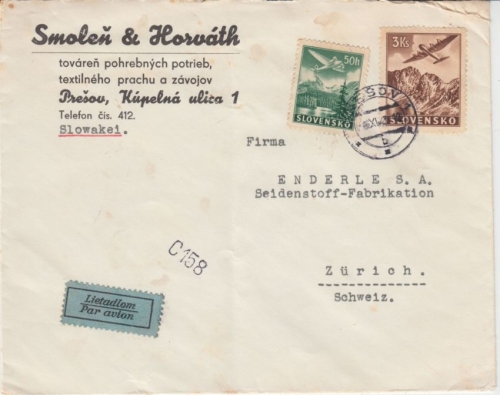 Smoleň & Horváth
továreň pohrebných potrieb,
textilného prachu a závojov
Prešov, Kúpelná ulica 1
Telefon čis. 412.
Slowakei.
50h
SLOVENSKO
3Ks
SLOVENSKO
b
Firma
ENDERLE S.A.
Seidenstoff-Fabrikation
Zürich.
Schweiz.
C158
Lietadlom
Par avion